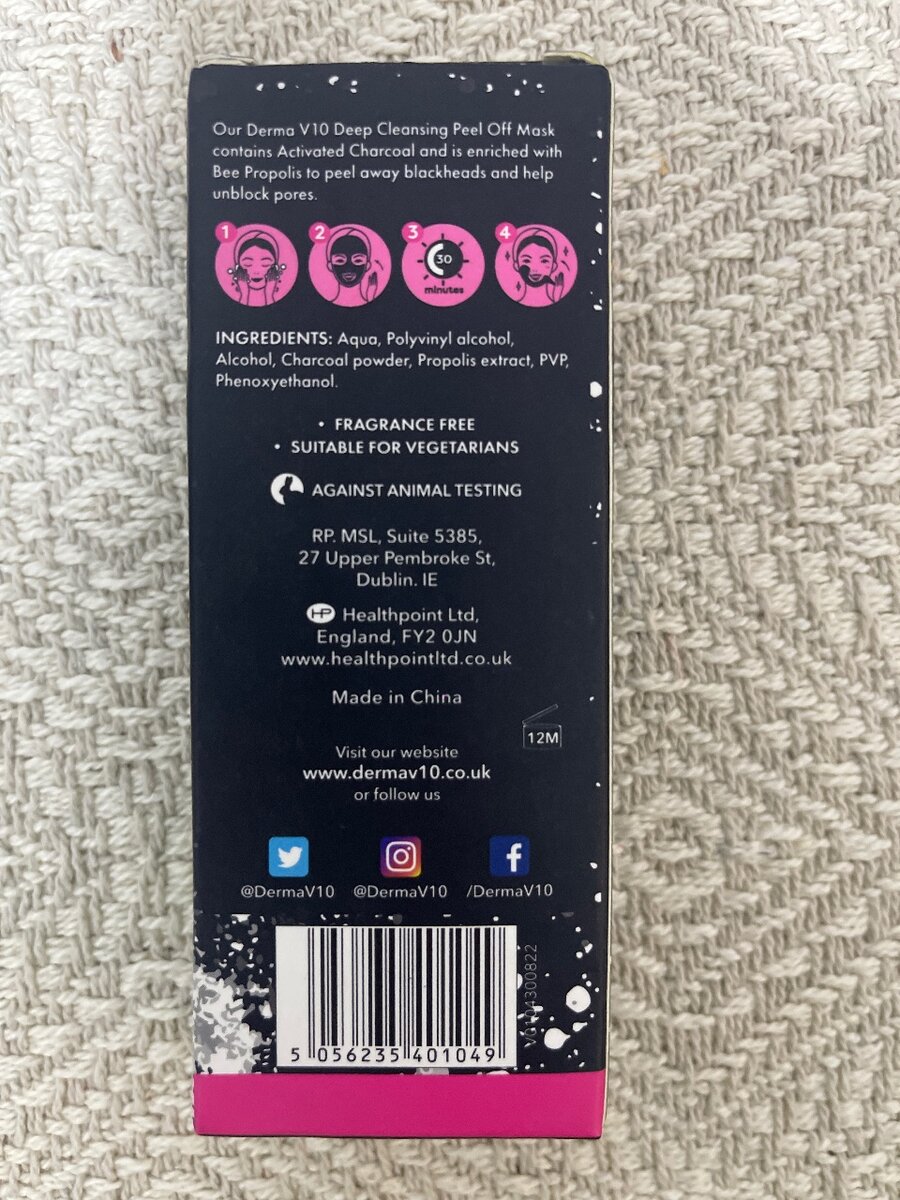 Our Derma V10 Deep Cleansing Peel Off Mask
contains Activated Charcoal and is enriched with
Bee Propolis to peel away blackheads and help
unblock pores.
1 2 3 4
30
minutes
INGREDIENTS: Aqua, Polyvinyl alcohol,
Alcohol, Charcoal powder, Propolis extract, PVP,
Phenoxyethanol.
• FRAGRANCE FREE
• SUITABLE FOR VEGETARIANS
AGAINST ANIMAL TESTING
RP. MSL, Suite 5385,
27 Upper Pembroke St,
Dublin. IE
HP Healthpoint Ltd,
England, FY2 0JN
www.healthpointltd.co.uk
Made in China
12M
Visit our website
www.dermav10.co.uk
or follow us
@DermaV10 @DermaV10 /DermaV10
5 056235 401049
V0104300822